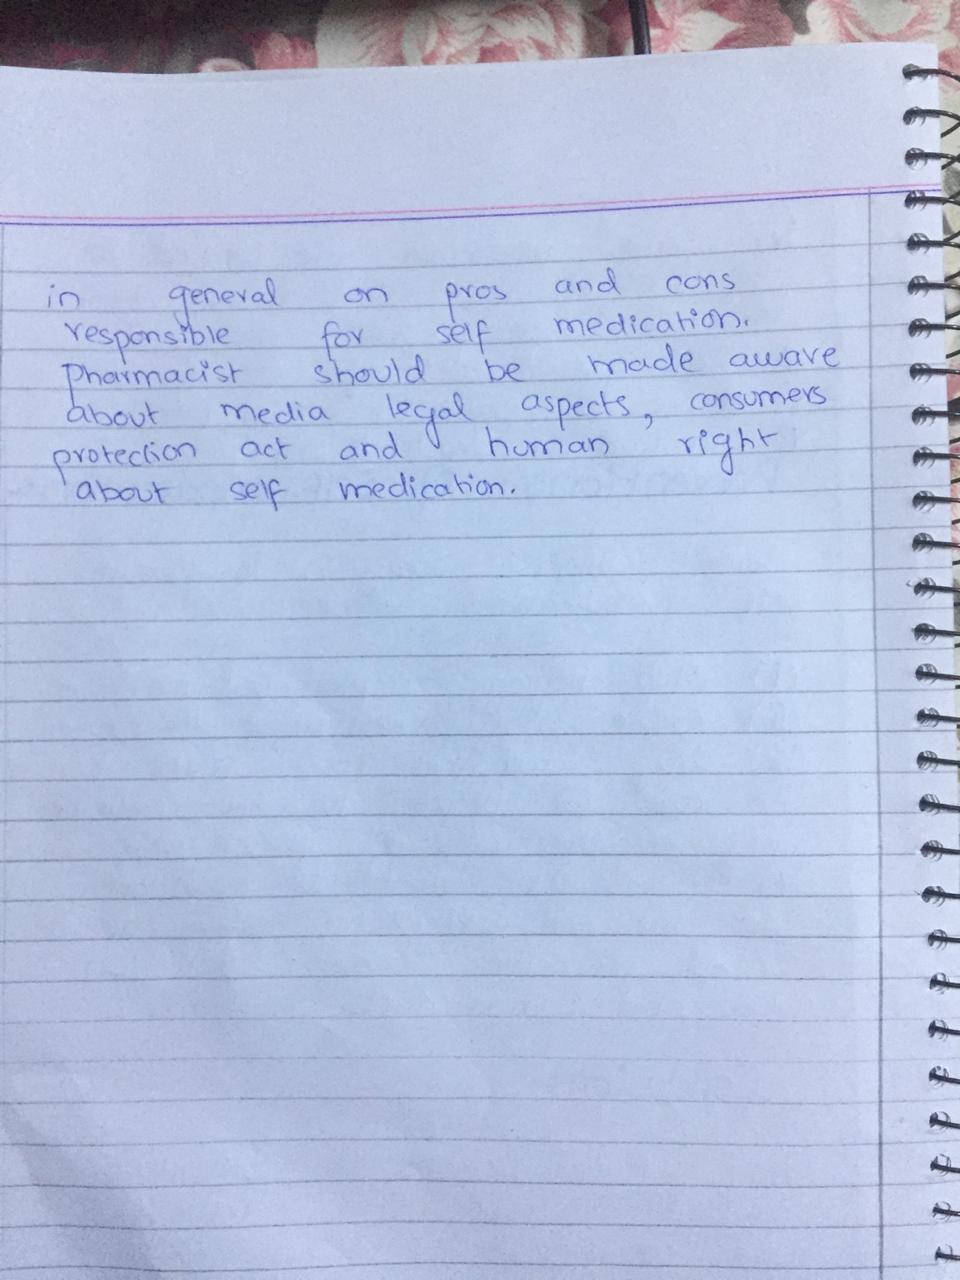 in general on pros and cons
responsible for self medication.
Pharmacist should be made aware
about media legal aspects, consumers
protection act and human right
about self medication.